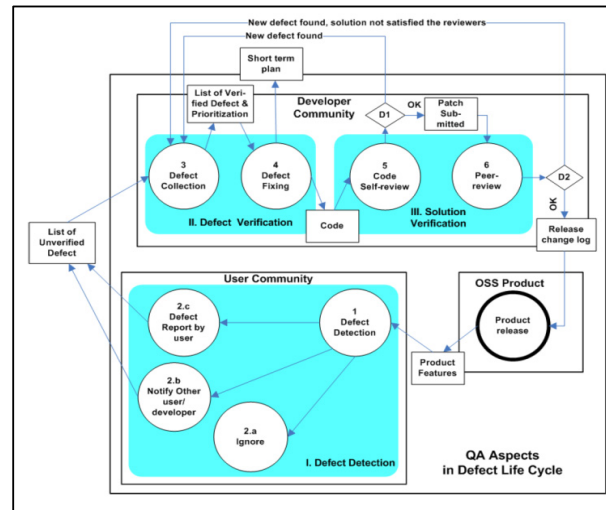 New defect found, solution not satisfied the reviewers
New defect found
Short term
plan
List of Veri-
fied Defect &
Prioritization
Developer
Community
D1
OK
Patch
Sub-
mitted
3
Defect
Collection
4
Defect
Fixing
5
Code
Self-review
6
Peer-
review
D2
OK
II. Defect Verification
Code
III. Solution
Verification
Release
change log
List of
Unverified
Defect
User Community
2.c
Defect
Report by
user
1
Defect
Detection
OSS Product
Product
release
Product
Features
2.b
Notify Other
user/
developer
2.a
Ignore
I. Defect Detection
QA Aspects
in Defect Life Cycle